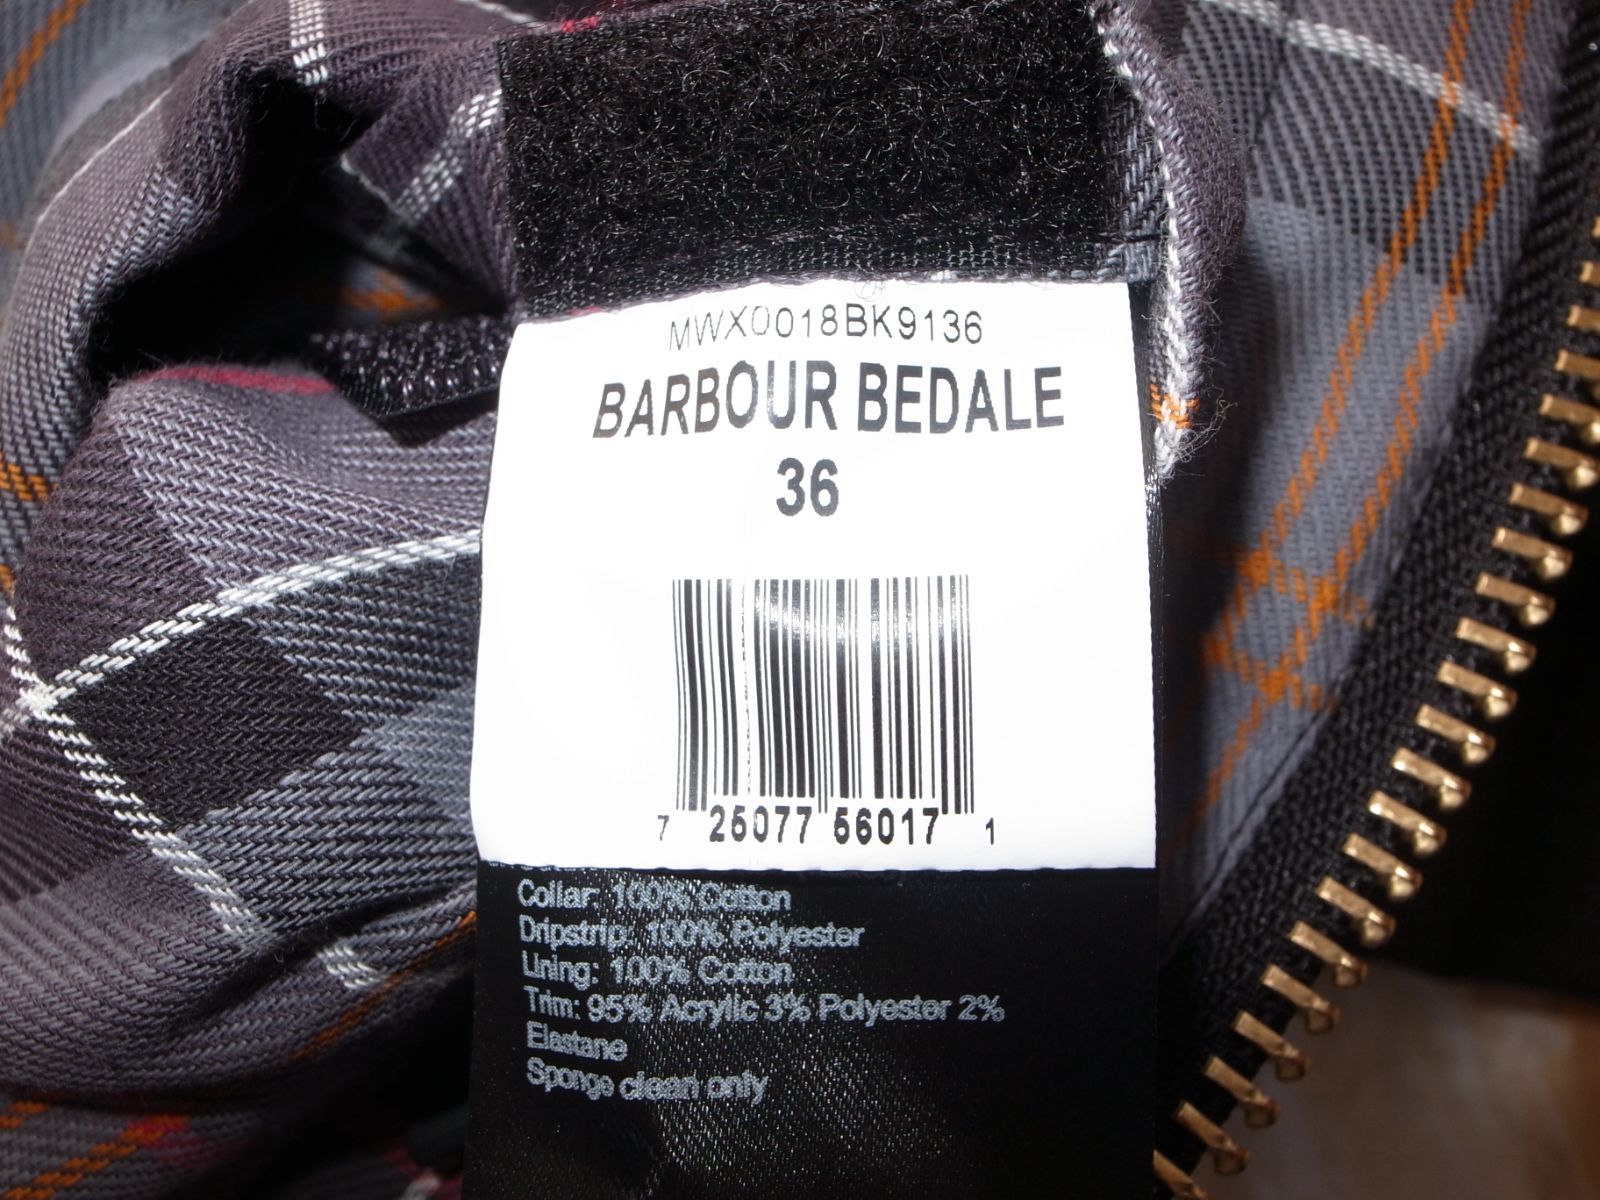 MWX0018BK9136
BARBOUR BEDALE
36
7 25077 56017 1
Collar: 100% Cotton
Dripstrip: 100% Polyester
Lining: 100% Cotton
Trim: 95% Acrylic 3% Polyester 2%
Elastane
Sponge clean only